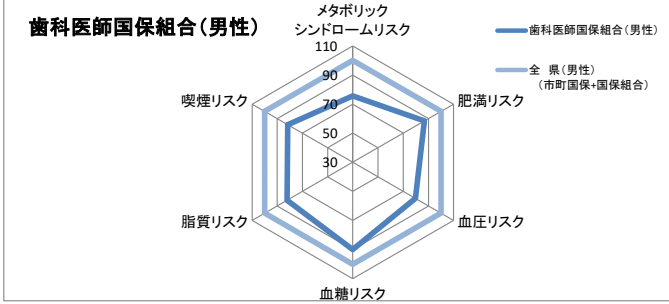 歯科医師国保組合(男性)
メタボリック
シンドロームリスク
110
90
70
50
30
肥満リスク
血圧リスク
血糖リスク
脂質リスク
喫煙リスク
歯科医師国保組合(男性)
全 県(男性)
(市町国保+国保組合)